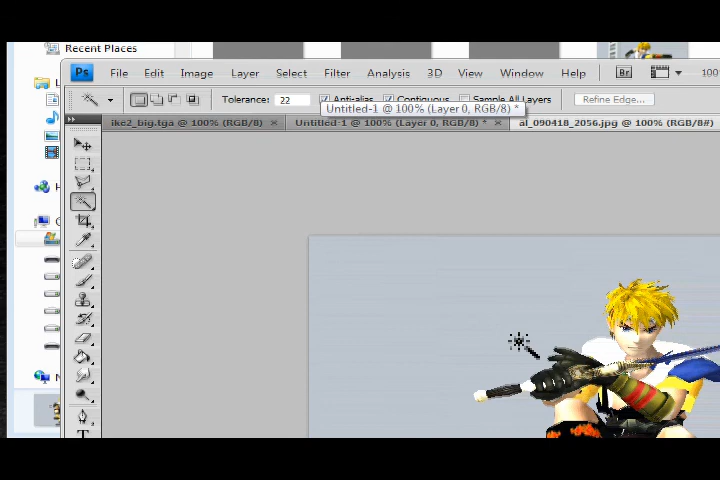 Recent Places
Ps File Edit Image Layer Select Filter Analysis 3D View Window Help Br 100
Tolerance: 22 Anti-alias Contiguous Sample All Layers Refine Edge...
Untitled-1 @ 100% (Layer 0, RGB/8) *
ike2_big.tga @ 100% (RGB/8) × Untitled-1 @ 100% (Layer 0, RGB/8) * × al_090418_2056.jpg @ 100% (RGB/8#)
T